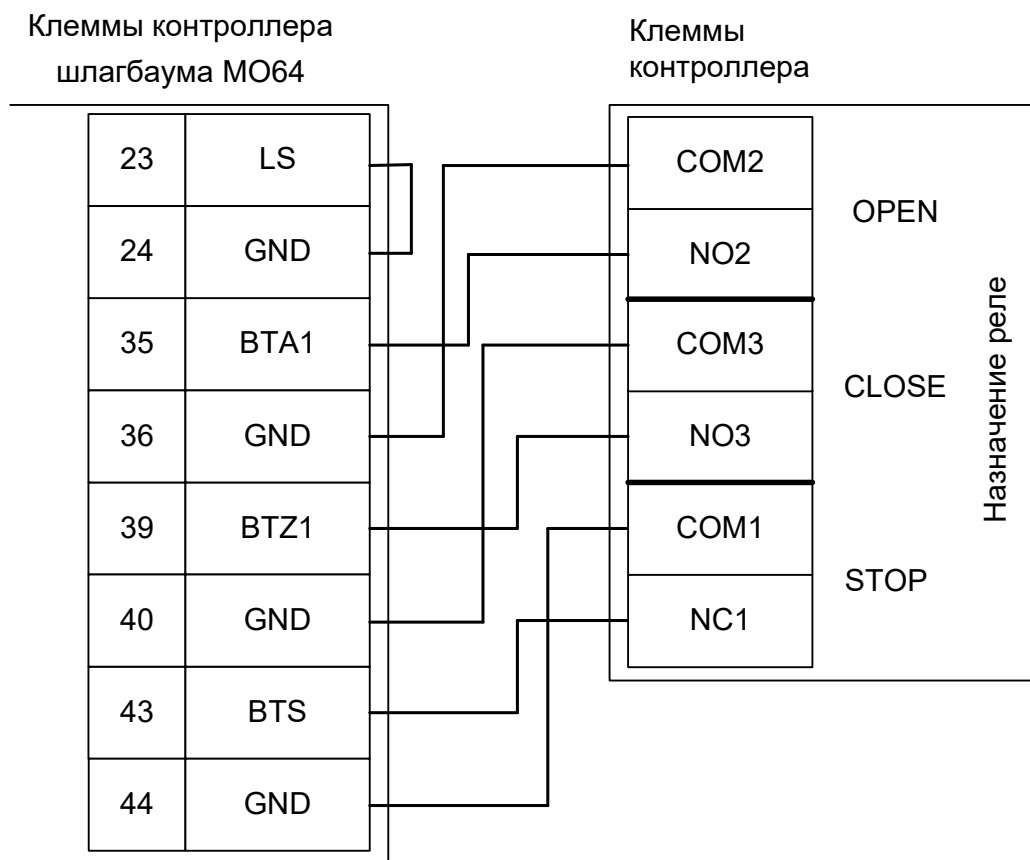 Клеммы контроллера
шлагбаума МО64
23 LS
24 GND
35 BTA1
36 GND
39 BTZ1
40 GND
43 BTS
44 GND
Клеммы
контроллера
COM2
NO2
OPEN
COM3
NO3
CLOSE
COM1
NC1
STOP
Назначение реле